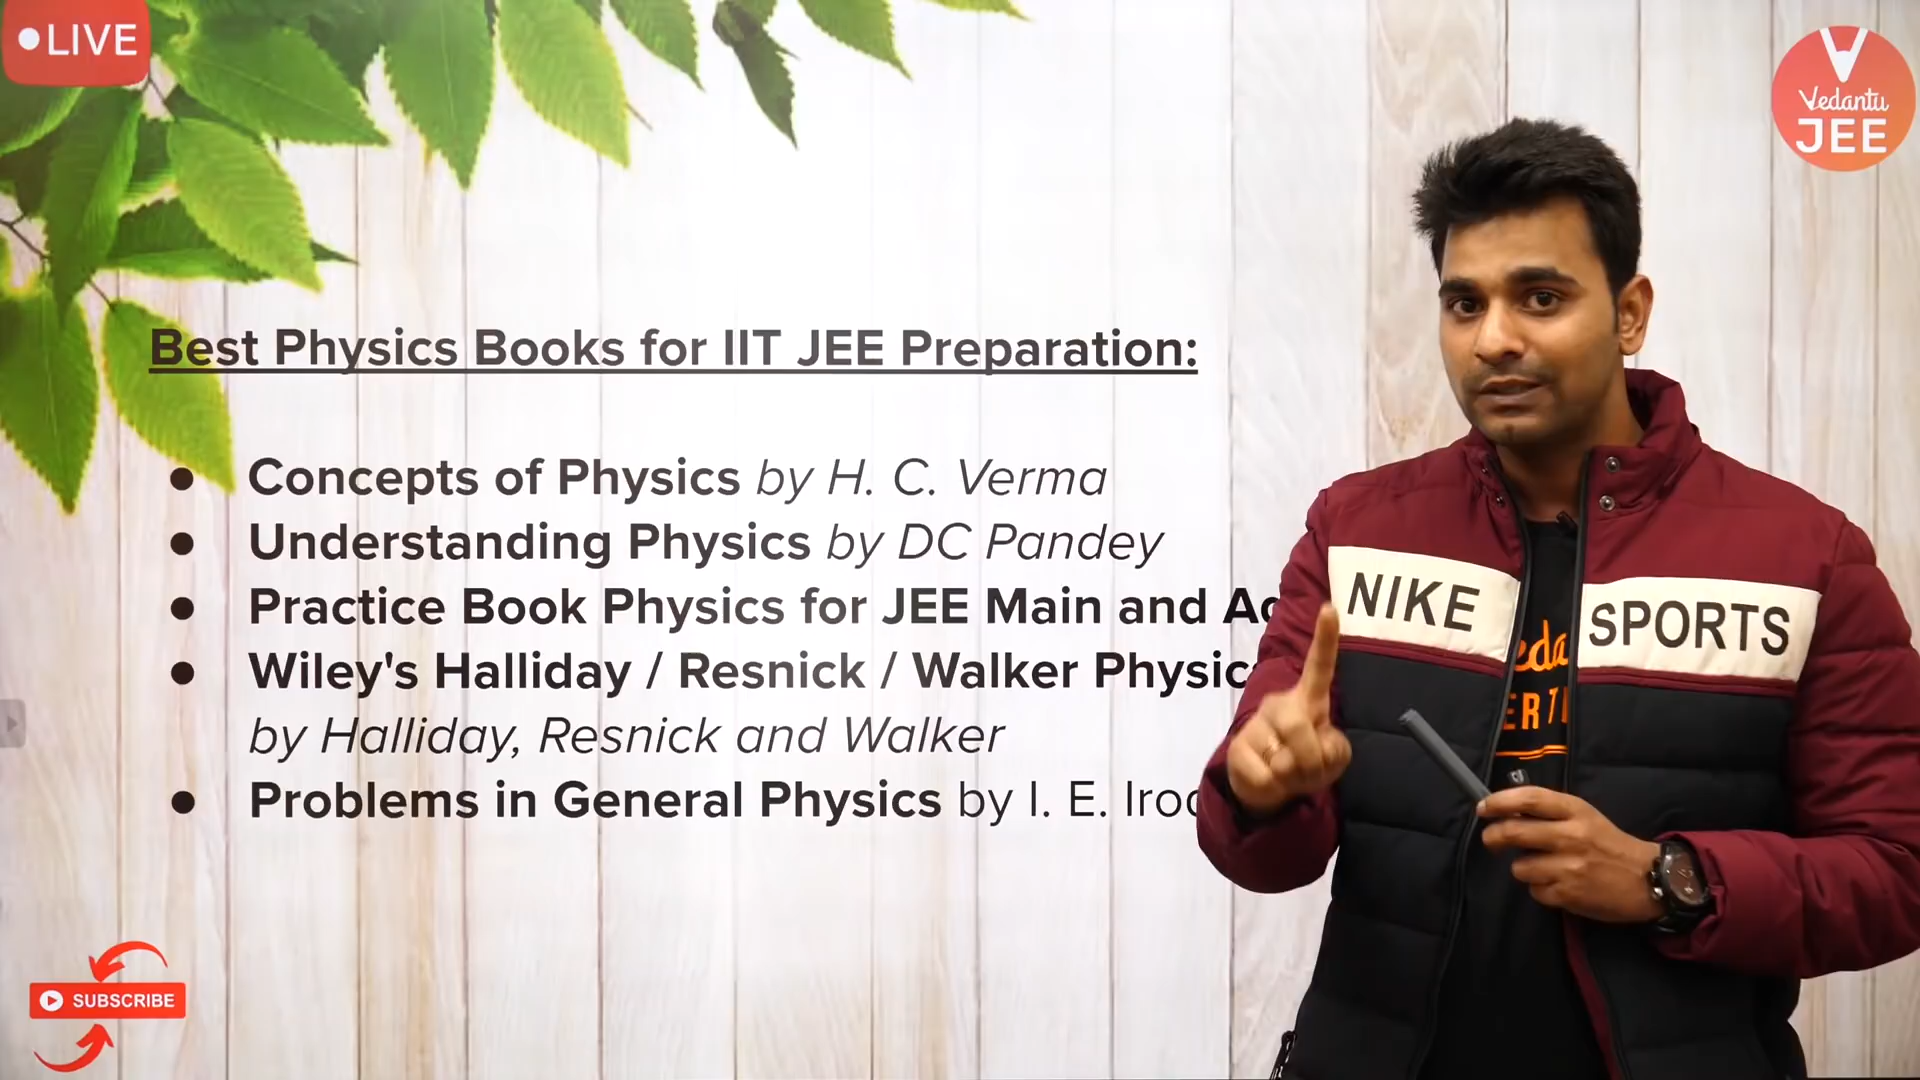 LIVE
Vedantu
JEE
Best Physics Books for IIT JEE Preparation:
● Concepts of Physics by H. C. Verma
● Understanding Physics by DC Pandey
● Practice Book Physics for JEE Main and
● Wiley's Halliday / Resnick / Walker
by Halliday, Resnick and Walker
● Problems in General Physics by I. E.
NIKE SPORTS
SUBSCRIBE